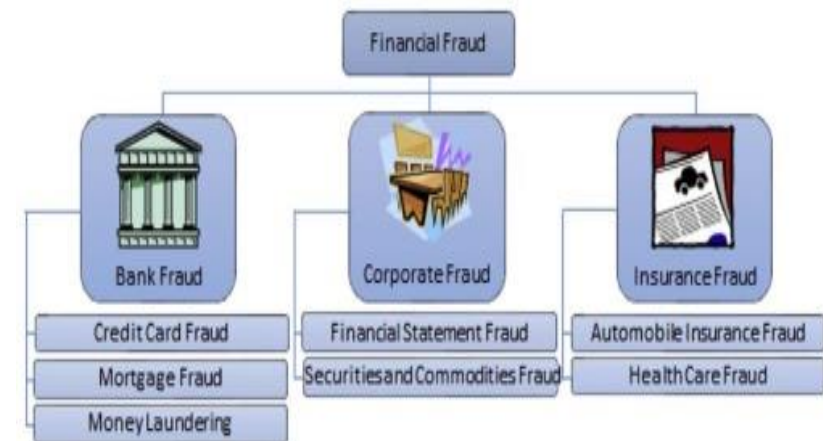 Financial Fraud
Bank Fraud
Corporate Fraud
Insurance Fraud
Credit Card Fraud
Mortgage Fraud
Money Laundering
Financial Statement Fraud
Securities and Commodities Fraud
Automobile Insurance Fraud
Health Care Fraud